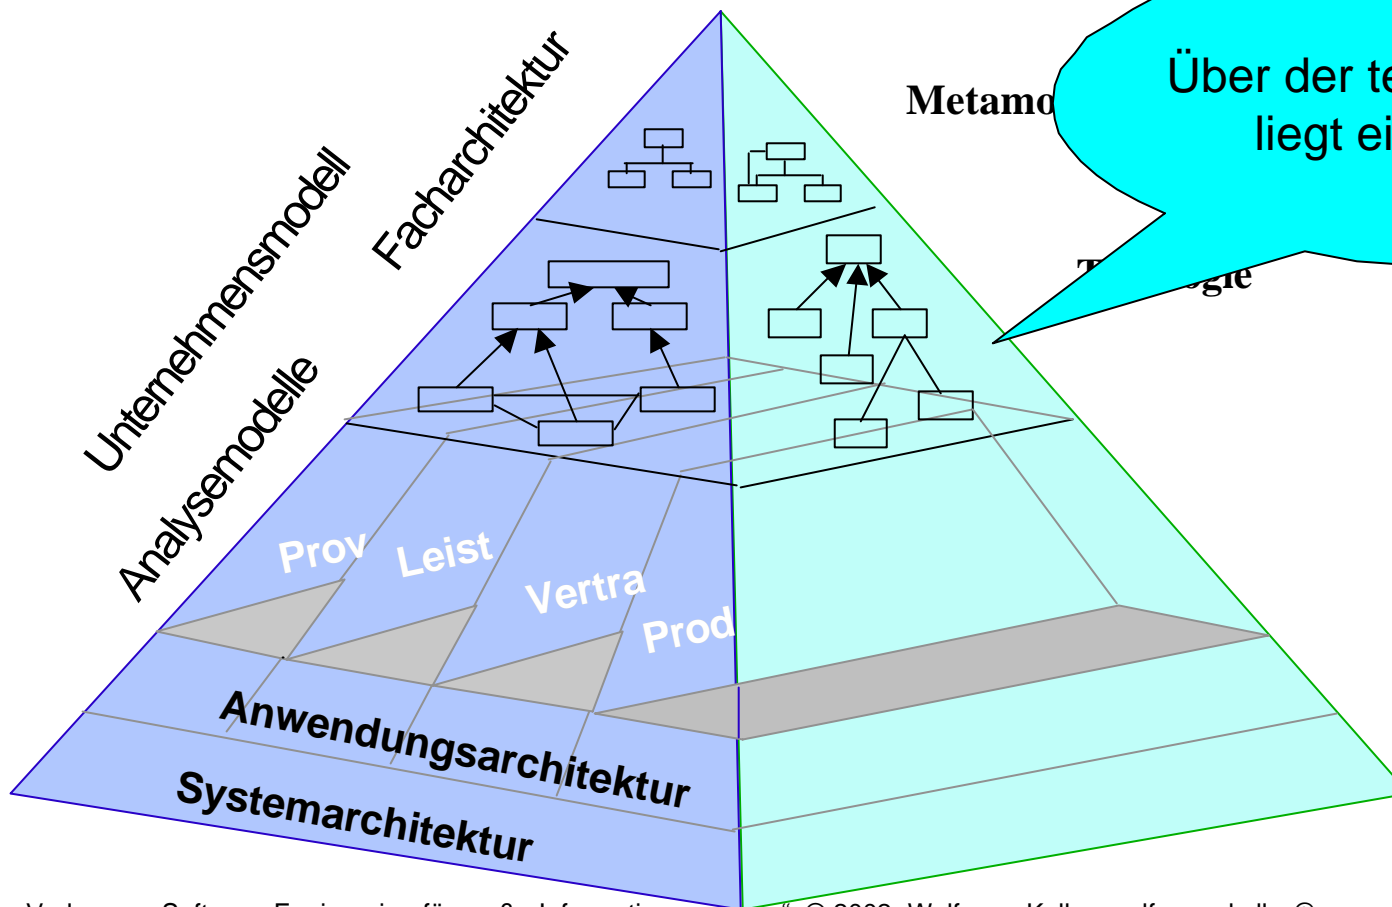 Facharchitektur
Unternehmensmodell
Analysemodelle
Metamo
Über der te
liegt ei
ogie
Prov
Leist
Vertra
Prod
Anwendungsarchitektur
Systemarchitektur